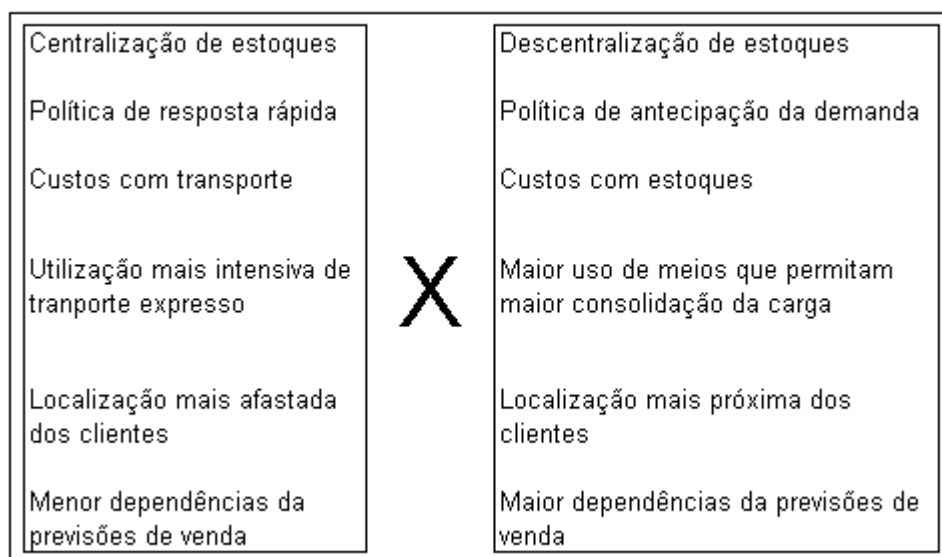 Centralização de estoques
Política de resposta rápida
Custos com transporte
Utilização mais intensiva de
tranporte expresso
Localização mais afastada
dos clientes
Menor dependências da
previsões de venda
X
Descentralização de estoques
Política de antecipação da demanda
Custos com estoques
Maior uso de meios que permitam
maior consolidação da carga
Localização mais próxima dos
clientes
Maior dependências da previsões de
venda